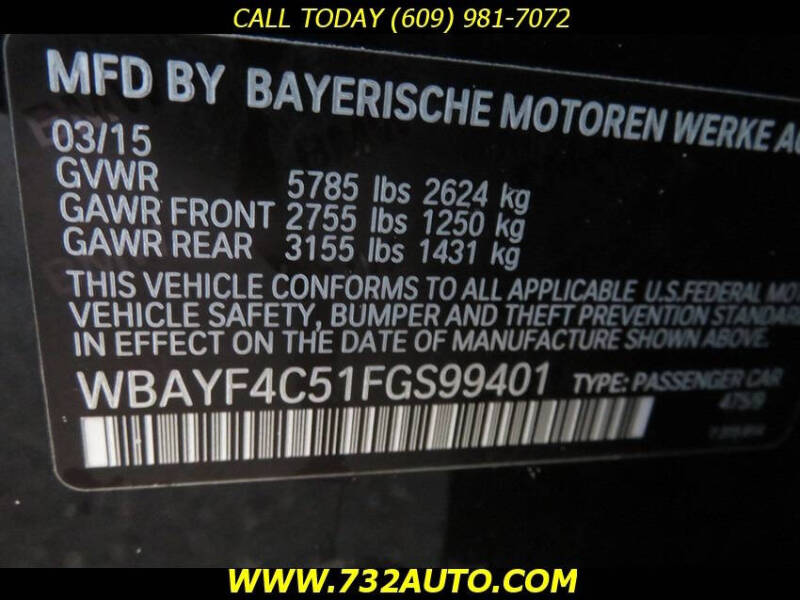 CALL TODAY (609) 981-7072
MFD BY BAYERISCHE MOTOREN WERKE AG
03/15
GVWR 5785 lbs 2624 kg
GAWR FRONT 2755 lbs 1250 kg
GAWR REAR 3155 lbs 1431 kg
THIS VEHICLE CONFORMS TO ALL APPLICABLE U.S.FEDERAL MOT
VEHICLE SAFETY, BUMPER AND THEFT PREVENTION STANDARD
IN EFFECT ON THE DATE OF MANUFACTURE SHOWN ABOVE.
WBAYF4C51FGS99401 TYPE: PASSENGER CAR
WWW.732AUTO.COM